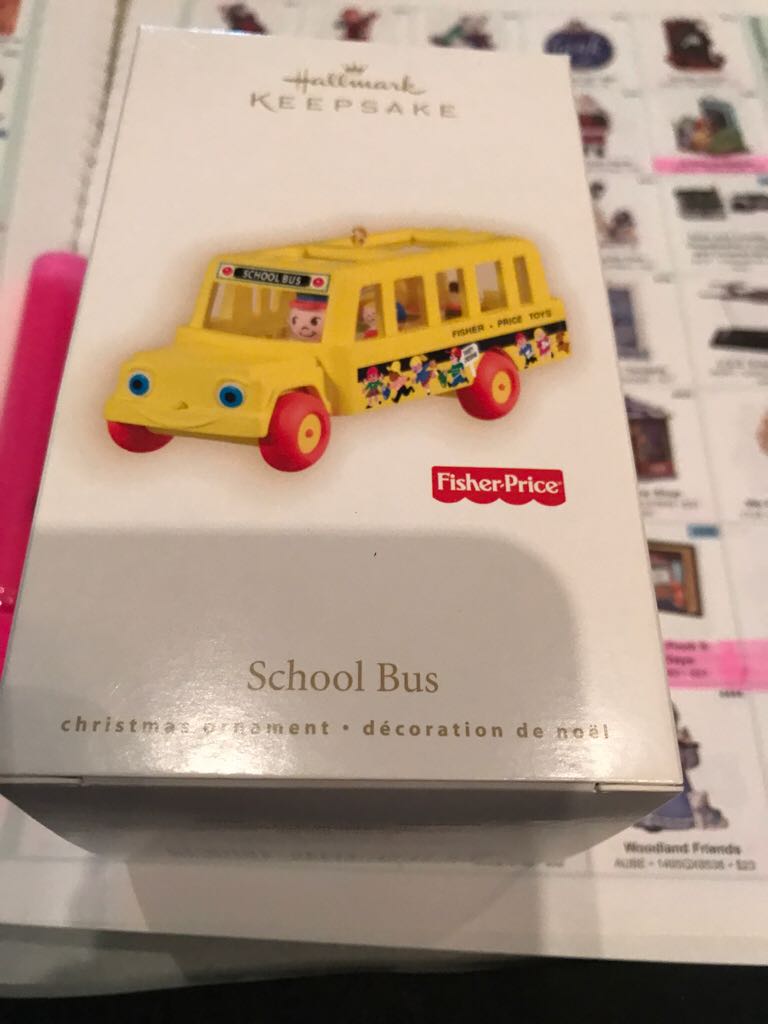 Hallmark
KEEPSAKE
SCHOOL BUS
FISHER-PRICE TOYS
Fisher-Price
School Bus
christmas ornament • décoration de noël
Woodland Friends